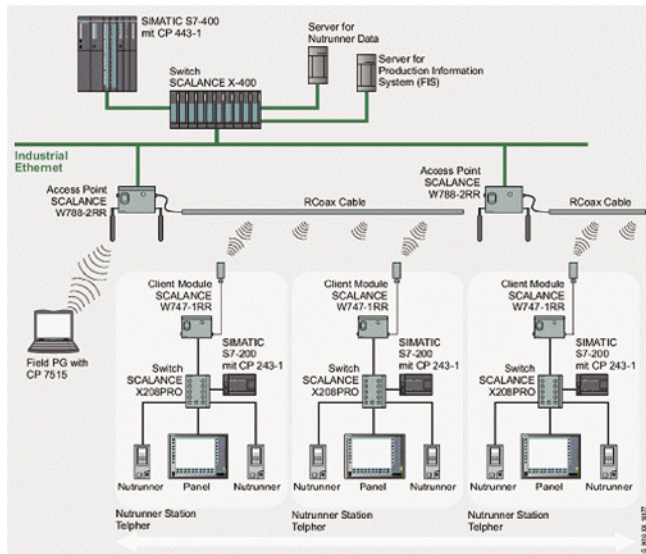 SIMATIC S7-400
mit CP 443-1
Server for
Nutrunner Data
Server for
Production Information
System (FIS)
Switch
SCALANCE X-400
Industrial
Ethernet
Access Point
SCALANCE
W788-2RR
RCoax Cable
Access Point
SCALANCE
W788-2RR
RCoax Cable
Field PG with
CP 7515
Client Module
SCALANCE
W747-1RR
SIMATIC
S7-200
mit CP 243-1
Switch
SCALANCE
X208PRO
Nutrunner
Panel
Nutrunner
Nutrunner Station
Telpher
Client Module
SCALANCE
W747-1RR
SIMATIC
S7-200
mit CP 243-1
Switch
SCALANCE
X208PRO
Nutrunner
Panel
Nutrunner
Nutrunner Station
Telpher
Client Module
SCALANCE
W747-1RR
SIMATIC
S7-200
mit CP 243-1
Switch
SCALANCE
X208PRO
Nutrunner
Panel
Nutrunner
Nutrunner Station
Telpher